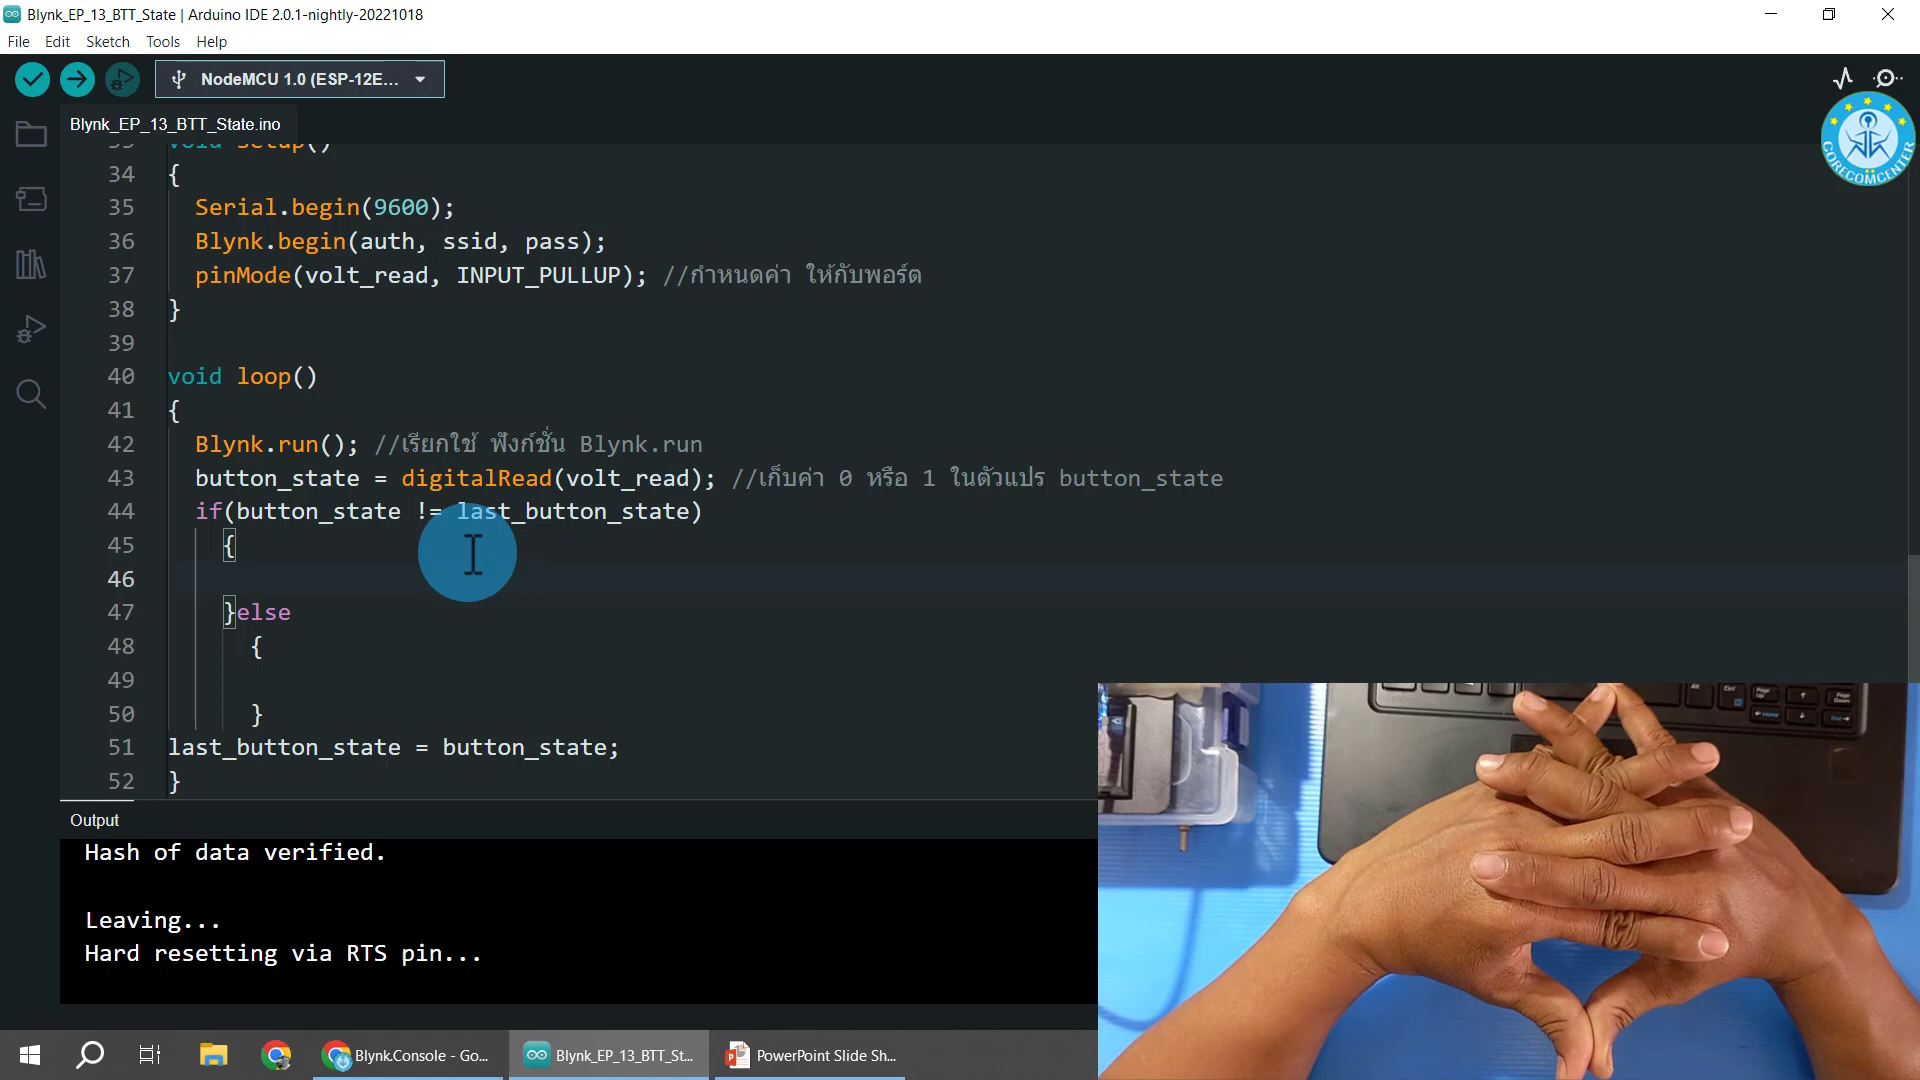 Blynk_EP_13_BTT_State | Arduino IDE 2.0.1-nightly-20221018
File Edit Sketch Tools Help
NodeMCU 1.0 (ESP-12E...
CORECOMCENTER
Blynk_EP_13_BTT_State.ino
33 void setup()
34 {
35 Serial.begin(9600);
36 Blynk.begin(auth, ssid, pass);
37 pinMode(volt_read, INPUT_PULLUP); //กำหนดค่า ให้กับพอร์ต
38 }
39
40 void loop()
41 {
42 Blynk.run(); //เรียกใช้ ฟังก์ชั่น Blynk.run
43 button_state = digitalRead(volt_read); //เก็บค่า 0 หรือ 1 ในตัวแปร button_state
44 if(button_state != last_button_state)
45 {
46
47 }else
48 {
49
50 }
51 last_button_state = button_state;
52 }
Output
Hash of data verified.
Leaving...
Hard resetting via RTS pin...
Blynk.Console - Go...
Blynk_EP_13_BTT_St...
PowerPoint Slide Sh...